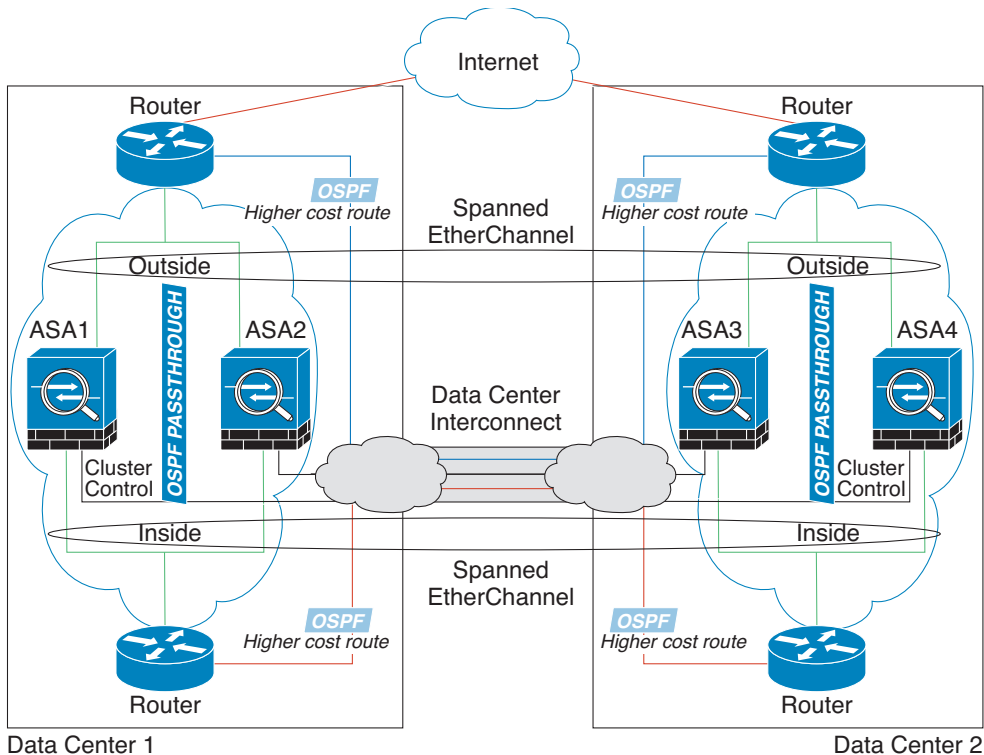 Internet
Router
Router
OSPF
Higher cost route
OSPF
Higher cost route
Spanned
EtherChannel
Outside
Outside
ASA1
ASA2
ASA3
ASA4
OSPF PASSTHROUGH
OSPF PASSTHROUGH
Data Center
Interconnect
Cluster
Control
Cluster
Control
Inside
Inside
Spanned
EtherChannel
OSPF
Higher cost route
OSPF
Higher cost route
Router
Router
Data Center 1
Data Center 2